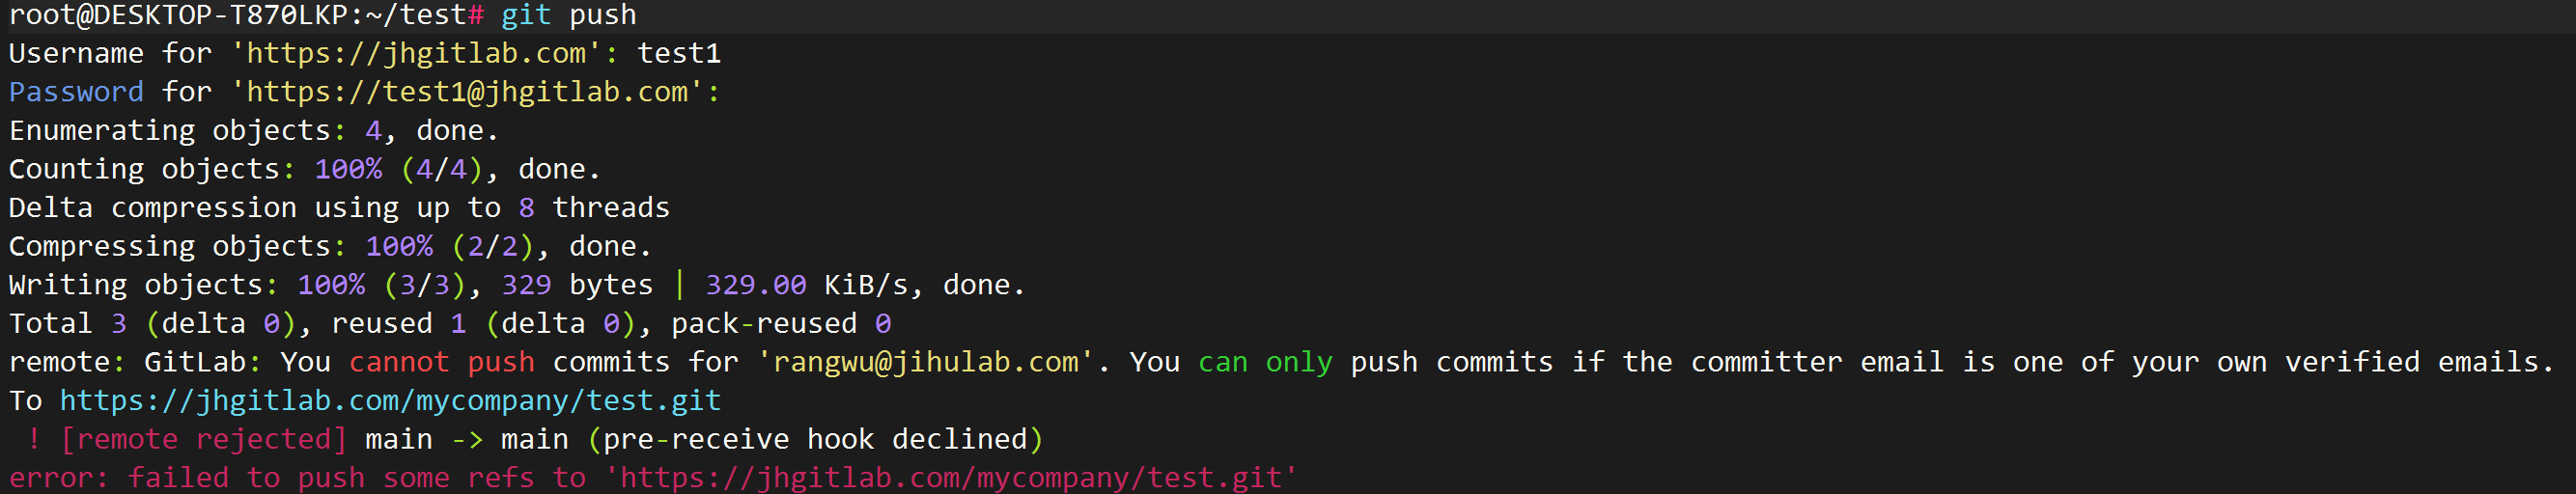 root@DESKTOP-T870LKP:~/test# git push
Username for 'https://jhgitlab.com': test1
Password for 'https://test1@jhgitlab.com':
Enumerating objects: 4, done.
Counting objects: 100% (4/4), done.
Delta compression using up to 8 threads
Compressing objects: 100% (2/2), done.
Writing objects: 100% (3/3), 329 bytes | 329.00 KiB/s, done.
Total 3 (delta 0), reused 1 (delta 0), pack-reused 0
remote: GitLab: You cannot push commits for 'rangwu@jihulab.com'. You can only push commits if the committer email is one of your own verified emails.
To https://jhgitlab.com/mycompany/test.git
 ! [remote rejected] main -> main (pre-receive hook declined)
error: failed to push some refs to 'https://jhgitlab.com/mycompany/test.git'